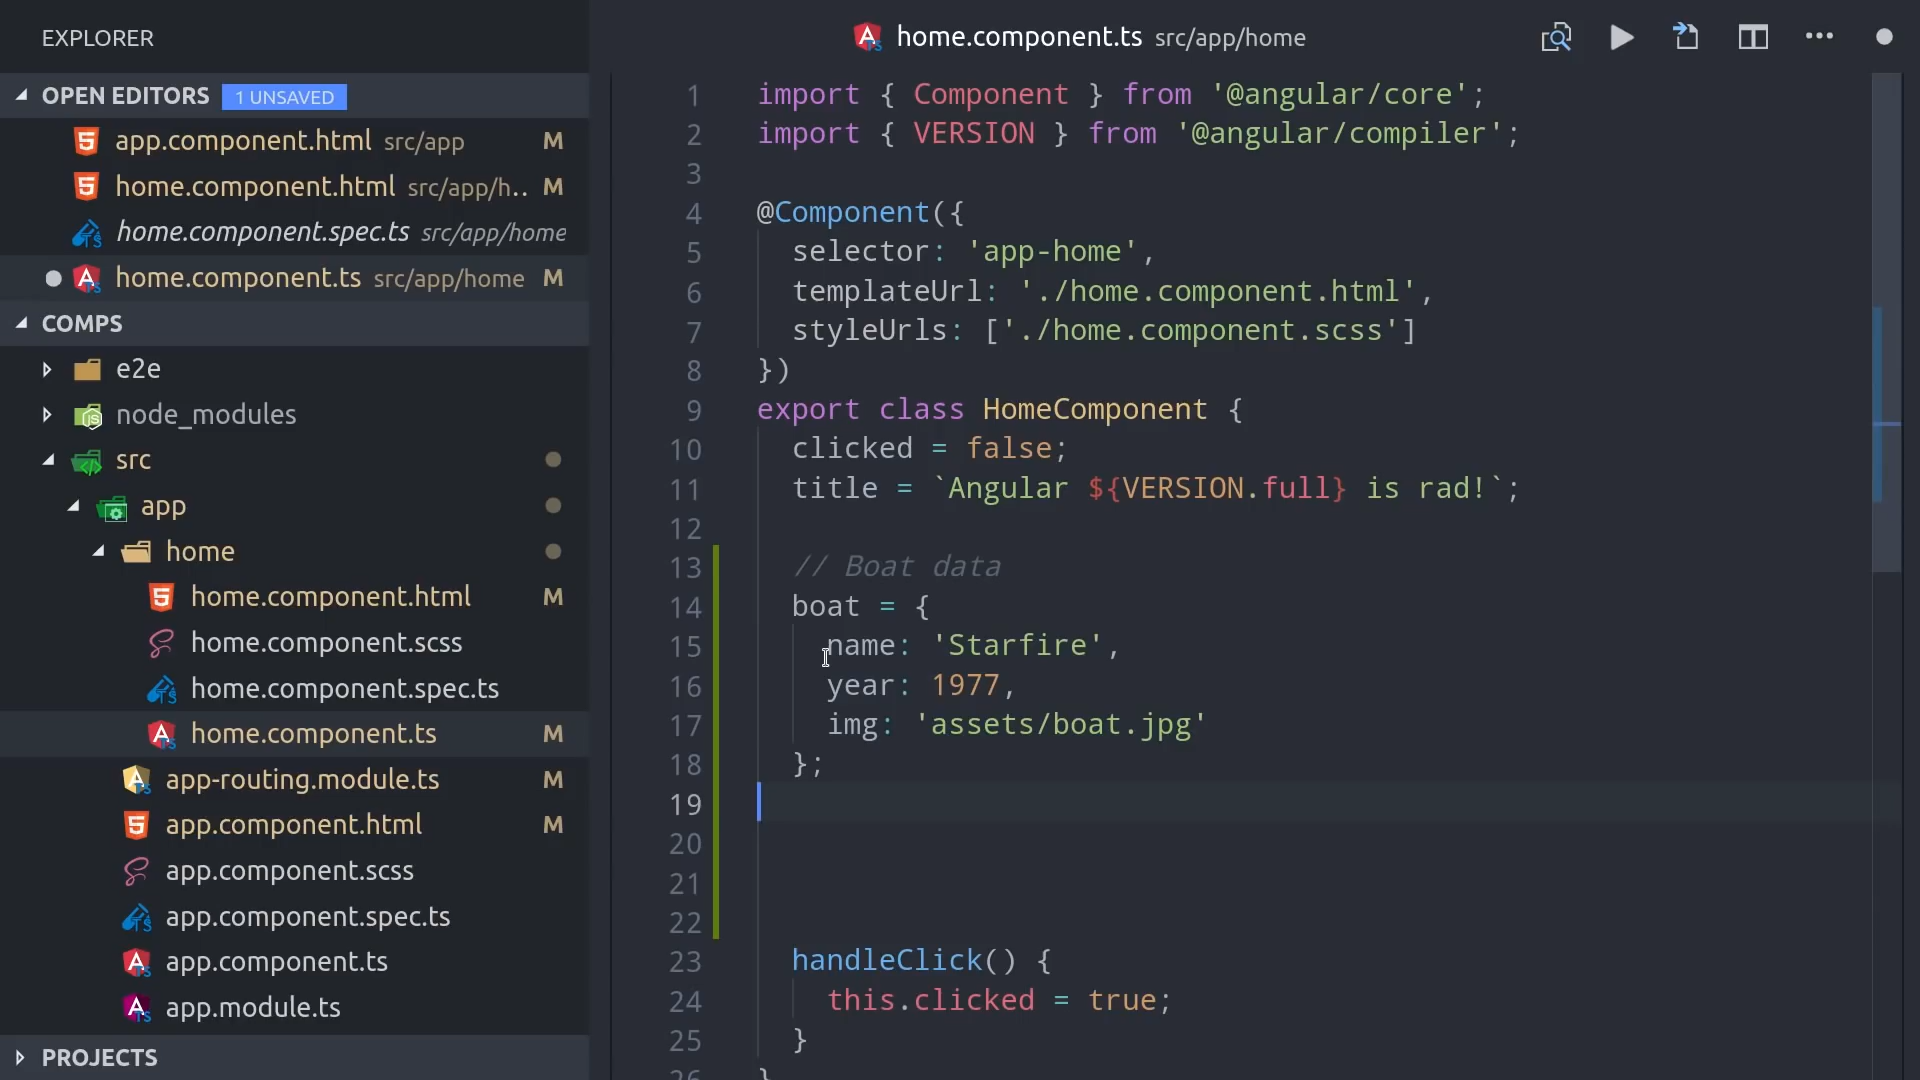 EXPLORER
OPEN EDITORS 1 UNSAVED
app.component.html src/app M
home.component.html src/app/h.. M
home.component.spec.ts src/app/home
home.component.ts src/app/home M
COMPS
e2e
node_modules
src
app
home
home.component.html M
home.component.scss
home.component.spec.ts
home.component.ts M
app-routing.module.ts M
app.component.html M
app.component.scss
app.component.spec.ts
app.component.ts
app.module.ts
PROJECTS
home.component.ts src/app/home
1 import { Component } from '@angular/core';
2 import { VERSION } from '@angular/compiler';
3
4 @Component({
5   selector: 'app-home',
6   templateUrl: './home.component.html',
7   styleUrls: ['./home.component.scss']
8 })
9 export class HomeComponent {
10   clicked = false;
11   title = `Angular ${VERSION.full} is rad!`;
12
13   // Boat data
14   boat = {
15     name: 'Starfire',
16     year: 1977,
17     img: 'assets/boat.jpg'
18   };
19
20
21
22
23   handleClick() {
24     this.clicked = true;
25   }
26 }